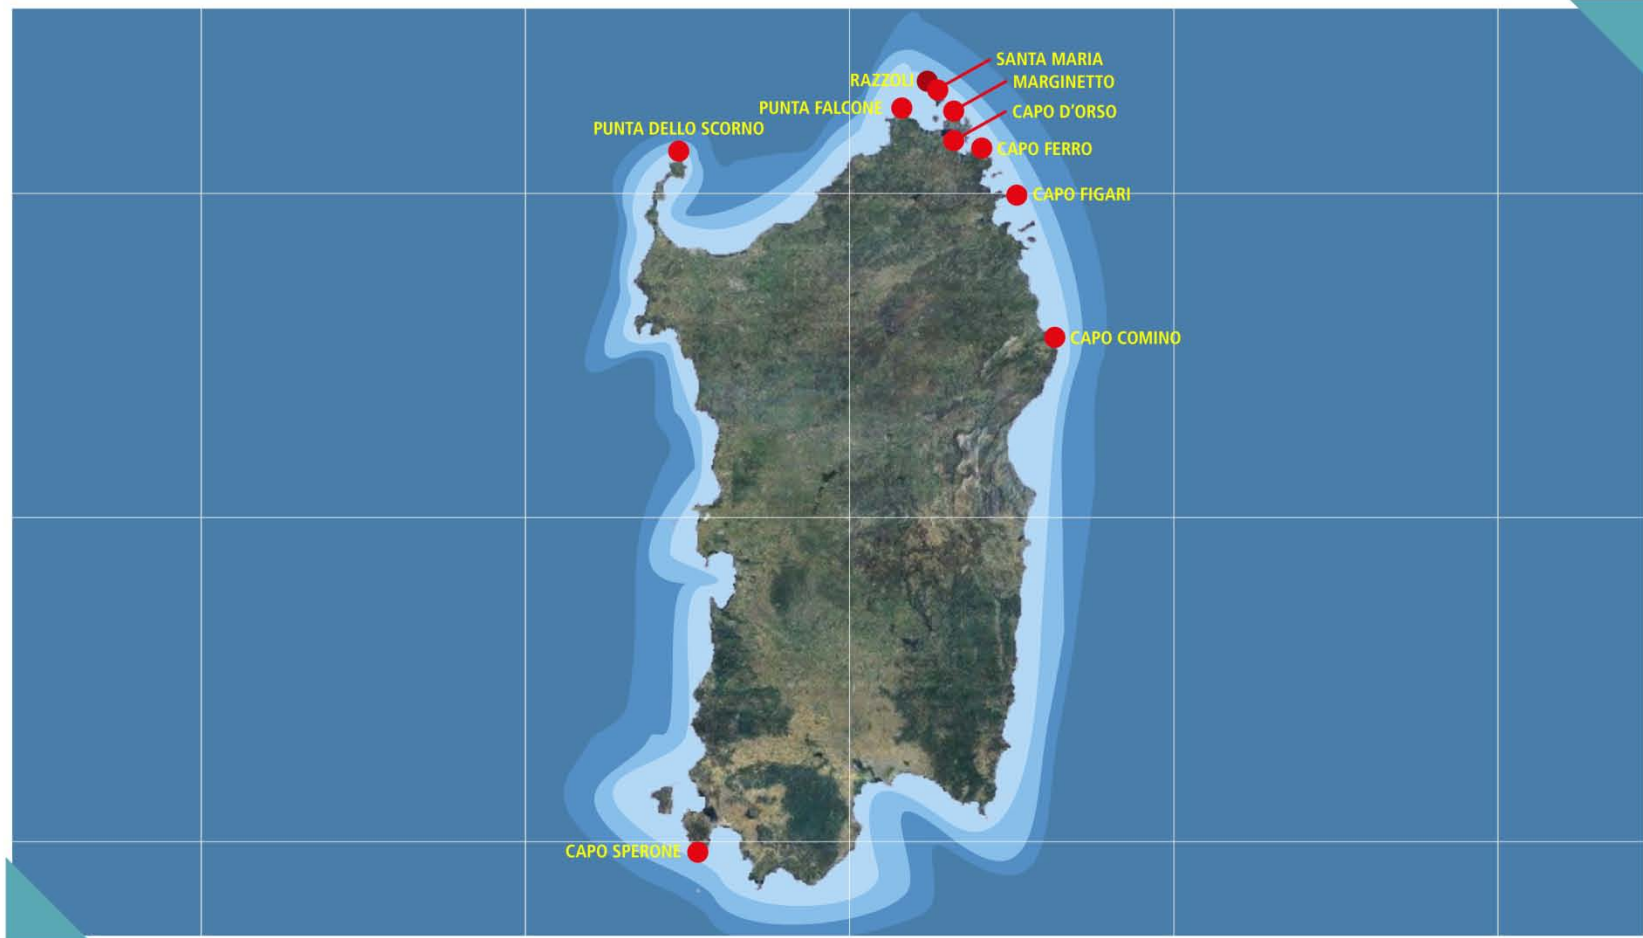 SANTA MARIA
RAZZOLI
MARGINETTO
PUNTA FALCONE
CAPO D'ORSO
PUNTA DELLO SCORNO
CAPO FERRO
CAPO FIGARI
CAPO COMINO
CAPO SPERONE